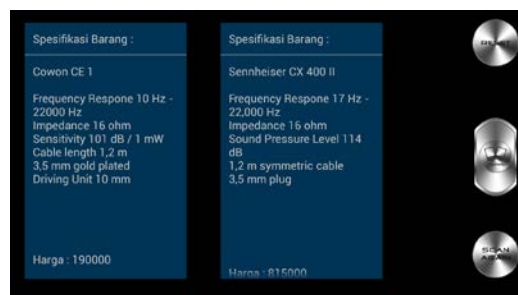 Spesifikasi Barang :
Cowon CE 1
Frequency Respone 10 Hz -
22000 Hz
Impedance 16 ohm
Sensitivity 101 dB / 1 mW
Cable length 1,2 m
3,5 mm gold plated
Driving Unit 10 mm
Harga : 190000
Spesifikasi Barang :
Sennheiser CX 400 II
Frequency Respone 17 Hz -
22,000 Hz
Impedance 16 ohm
Sound Pressure Level 114
dB
1,2 m symmetric cable
3,5 mm plug
Harga : 815000
SCAN